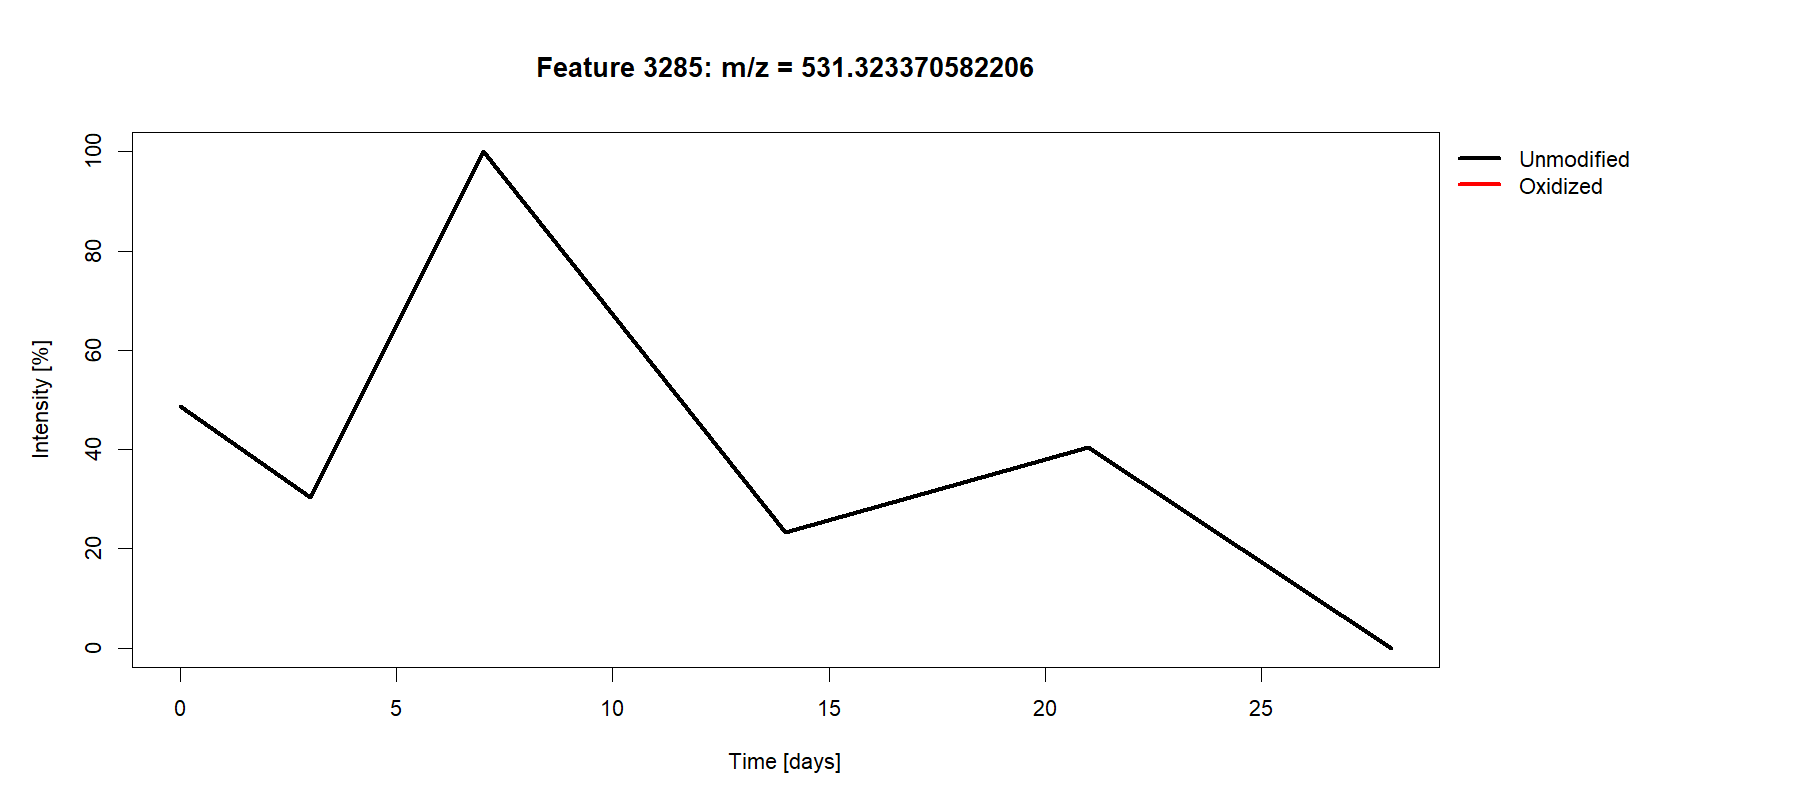 Feature 3285: m/z = 531.323370582206
Unmodified
Oxidized
Intensity [%]
100
80
60
40
20
0
0 5 10 15 20 25
Time [days]